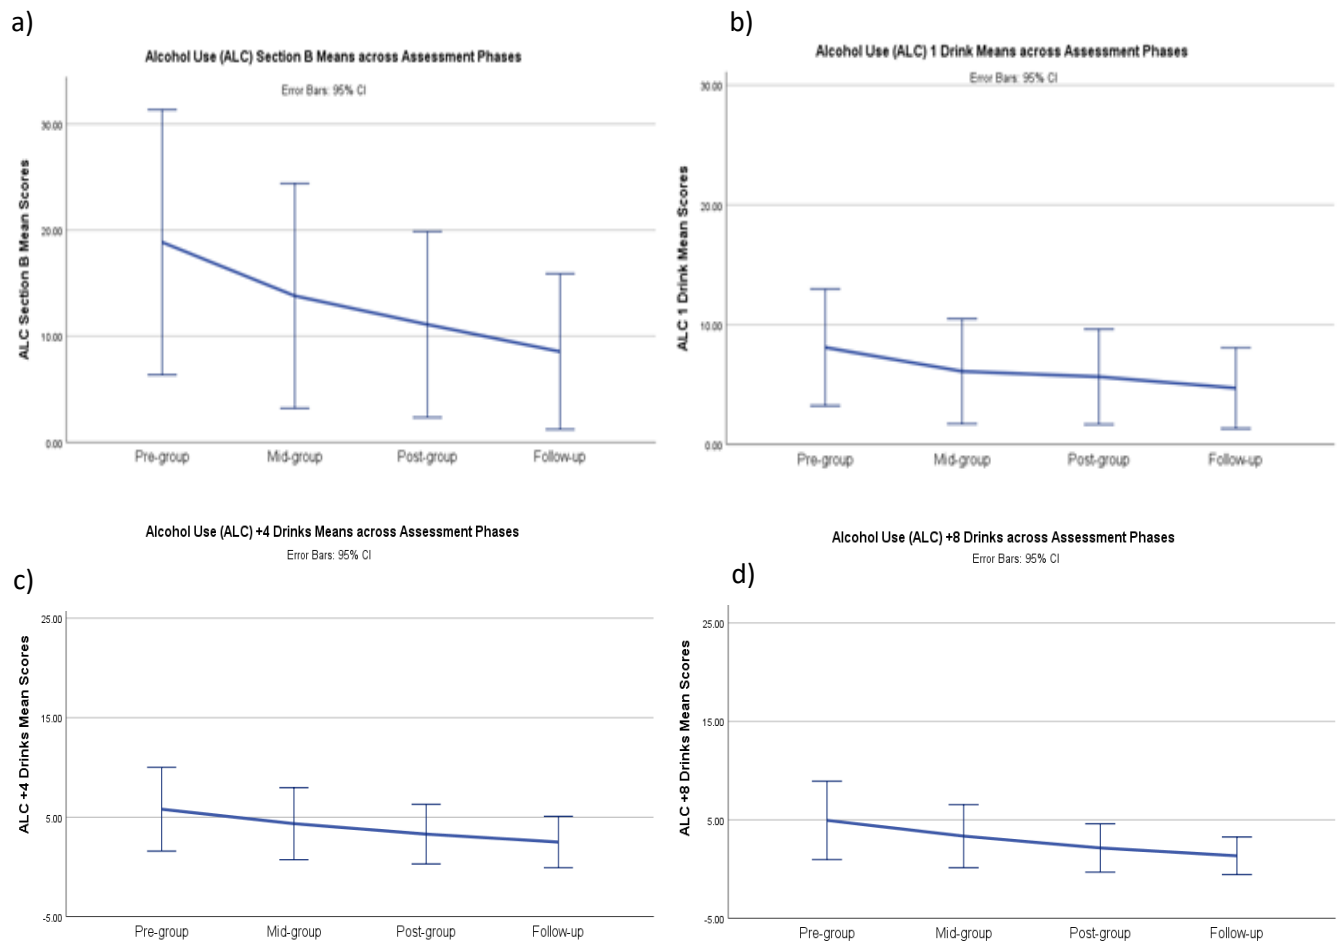 a)
Alcohol Use (ALC) Section B Means across Assessment Phases
Error Bars: 95% CI
ALC Section B Mean Scores
30.00
20.00
10.00
0.00
Pre-group Mid-group Post-group Follow-up
b)
Alcohol Use (ALC) 1 Drink Means across Assessment Phases
Error Bars: 95% CI
ALC 1 Drink Mean Scores
30.00
20.00
10.00
0.00
Pre-group Mid-group Post-group Follow-up
Alcohol Use (ALC) +4 Drinks Means across Assessment Phases
Error Bars: 95% CI
c)
ALC +4 Drinks Mean Scores
25.00
15.00
5.00
-5.00
Pre-group Mid-group Post-group Follow-up
Alcohol Use (ALC) +8 Drinks across Assessment Phases
Error Bars: 95% CI
d)
ALC +8 Drinks Mean Scores
25.00
15.00
5.00
-5.00
Pre-group Mid-group Post-group Follow-up